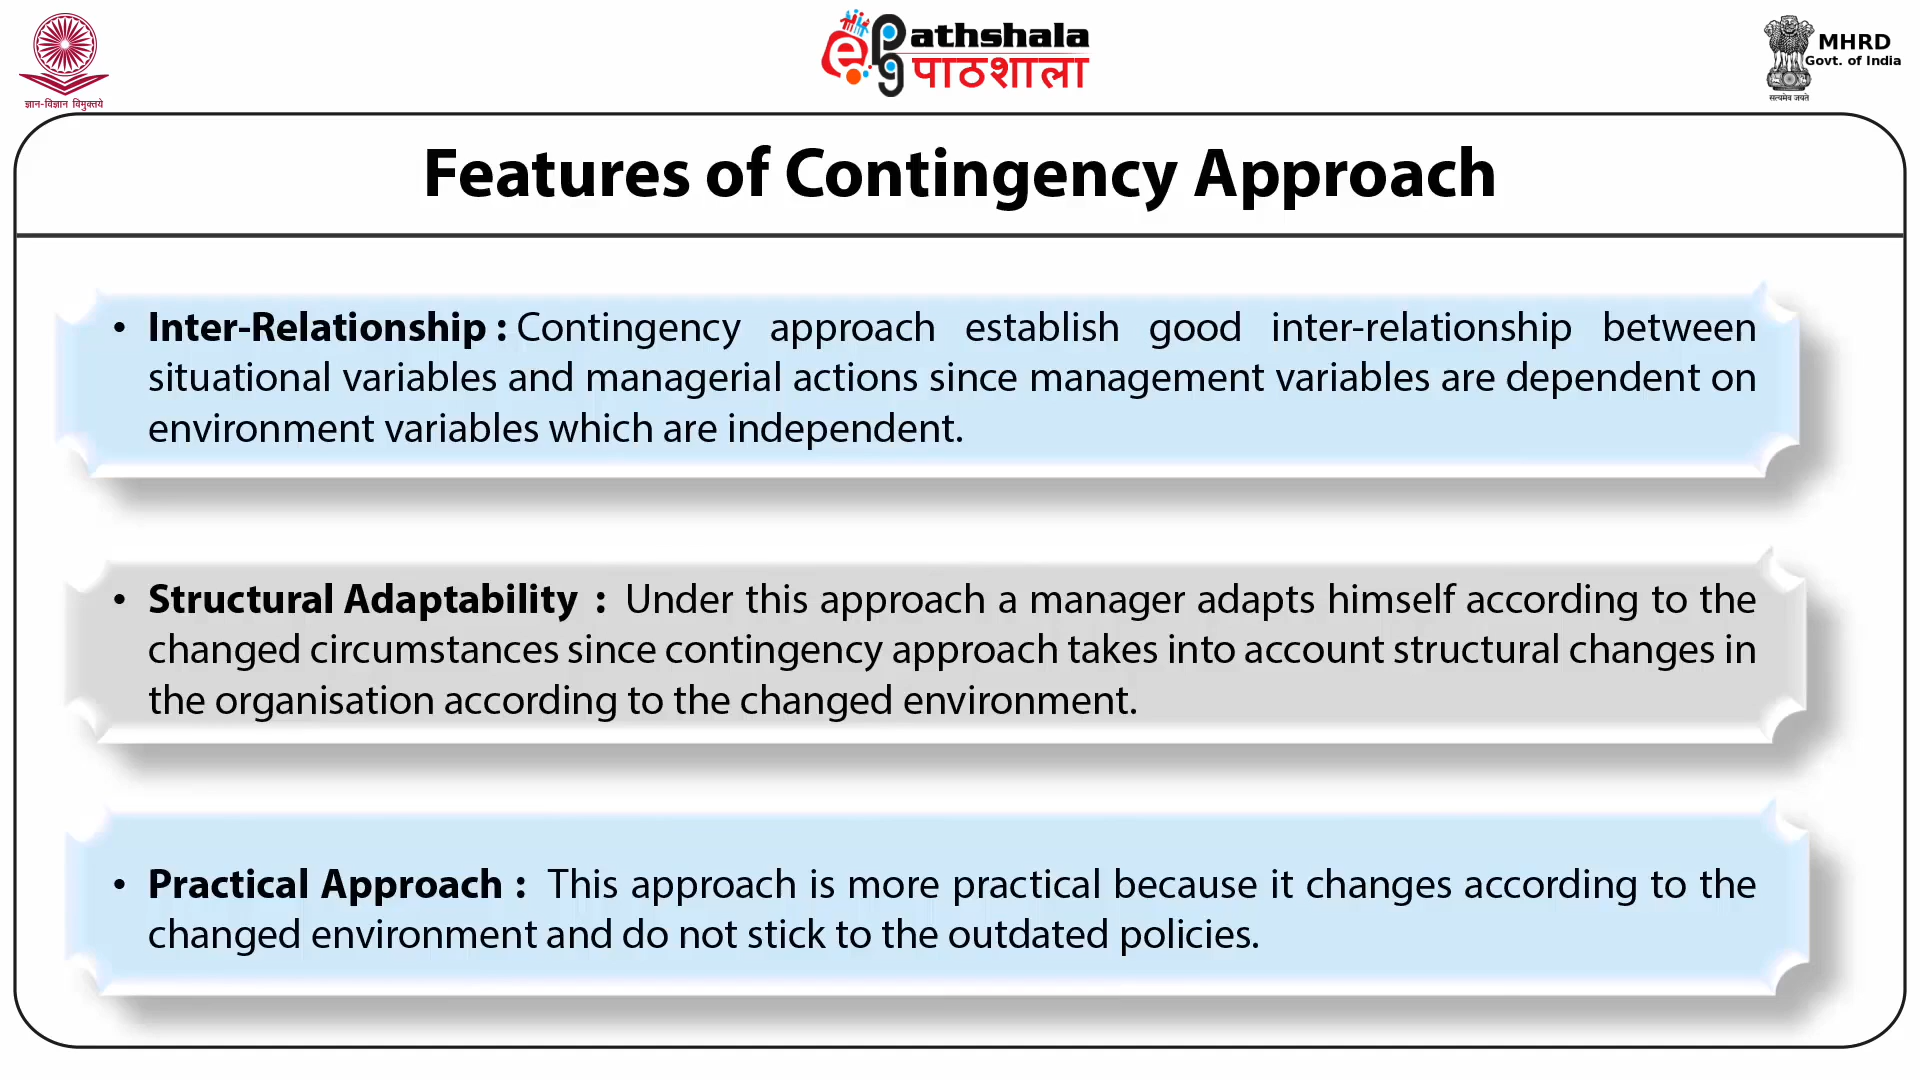 ज्ञान-विज्ञान विमुक्तये
ePathshala
पाठशाला
MHRD
Govt. of India
सत्यमेव जयते
Features of Contingency Approach
• Inter-Relationship : Contingency approach establish good inter-relationship between
situational variables and managerial actions since management variables are dependent on
environment variables which are independent.
• Structural Adaptability : Under this approach a manager adapts himself according to the
changed circumstances since contingency approach takes into account structural changes in
the organisation according to the changed environment.
• Practical Approach : This approach is more practical because it changes according to the
changed environment and do not stick to the outdated policies.